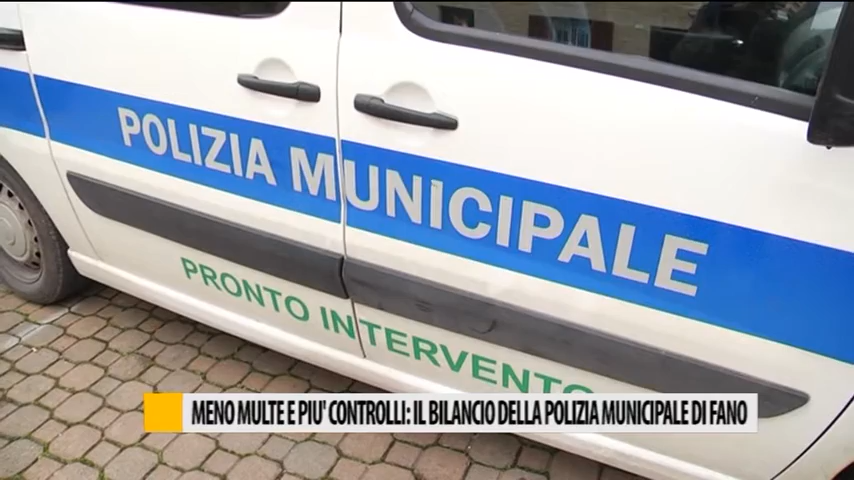 POLIZIA MUNICIPALE
PRONTO INTERVENTO
MENO MULTE E PIU' CONTROLLI: IL BILANCIO DELLA POLIZIA MUNICIPALE DI FANO